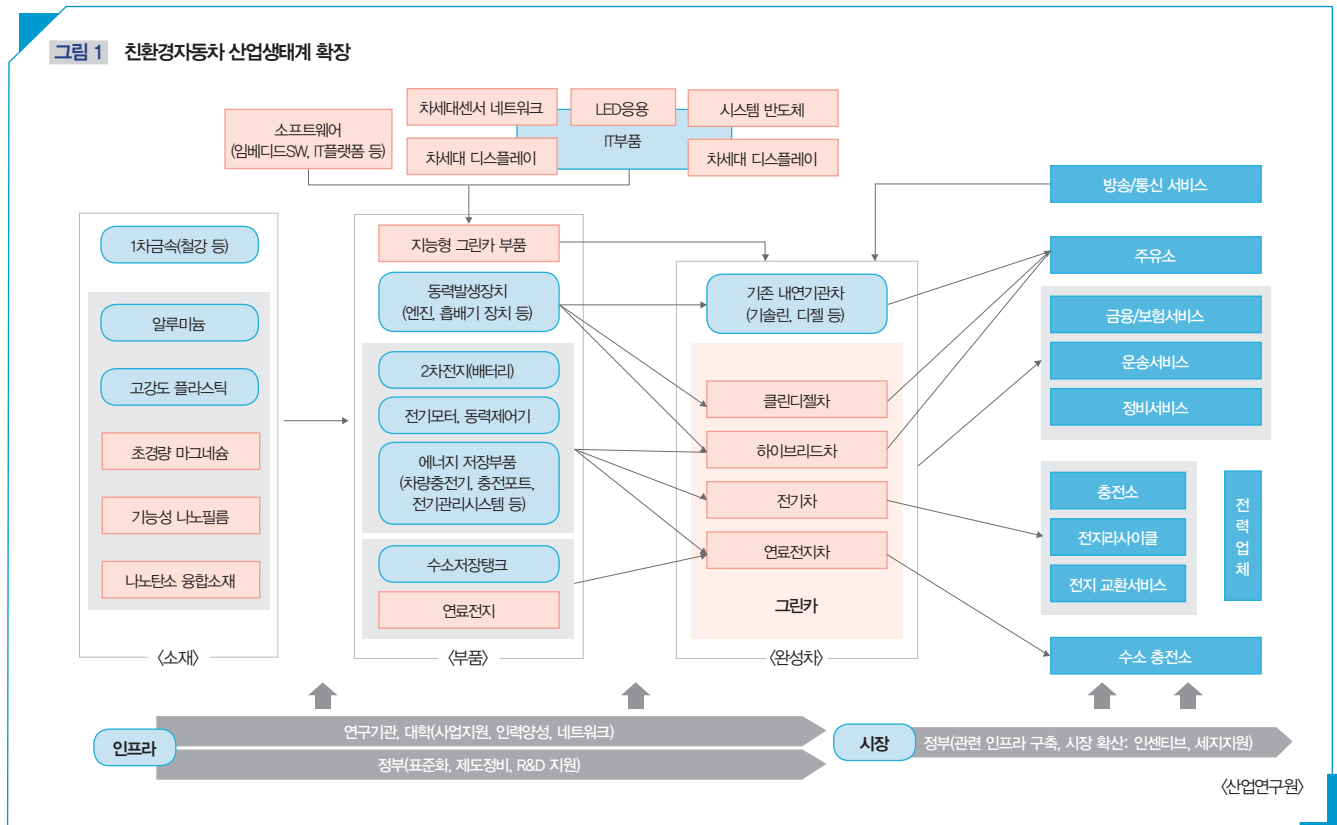 그림 1 친환경자동차 산업생태계 확장
차세대센서 네트워크
LED응용
시스템 반도체
소프트웨어
(임베디드SW, IT플랫폼 등)
IT부품
차세대 디스플레이
차세대 디스플레이
1차금속(철강 등)
알루미늄
고강도 플라스틱
초경량 마그네슘
기능성 나노필름
나노탄소 융합소재
〈소재〉
지능형 그린카 부품
동력발생장치
(엔진, 흡배기 장치 등)
2차전지(배터리)
전기모터, 동력제어기
에너지 저장부품
(차량충전기, 충전포트,
전기관리시스템 등)
수소저장탱크
연료전지
〈부품〉
기존 내연기관차
(기솔린, 디젤 등)
클린디젤차
하이브리드차
전기차
연료전지차
그린카
〈완성차〉
방송/통신 서비스
주유소
금융/보험서비스
운송서비스
정비서비스
충전소
전지라사이클
전지 교환서비스
전력업체
수소 충전소
인프라
연구기관, 대학(사업지원, 인력양성, 네트워크)
정부(표준화, 제도정비, R&D 지원)
시장
정부(관련 인프라 구축, 시장 확산: 인센티브, 세지지원)
〈산업연구원〉